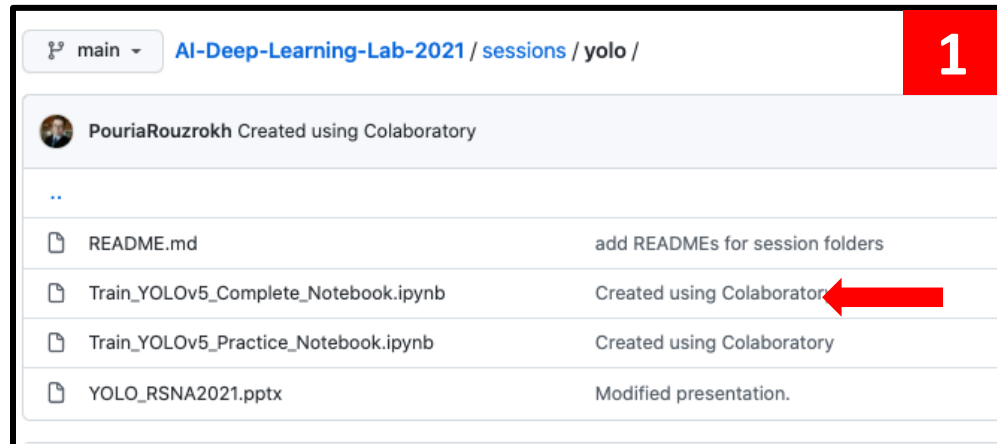 main AI-Deep-Learning-Lab-2021 / sessions / yolo /
1
PouriaRouzrokh Created using Colaboratory
..
README.md add READMEs for session folders
Train_YOLOv5_Complete_Notebook.ipynb Created using Colaborator
Train_YOLOv5_Practice_Notebook.ipynb Created using Colaboratory
YOLO_RSNA2021.pptx Modified presentation.